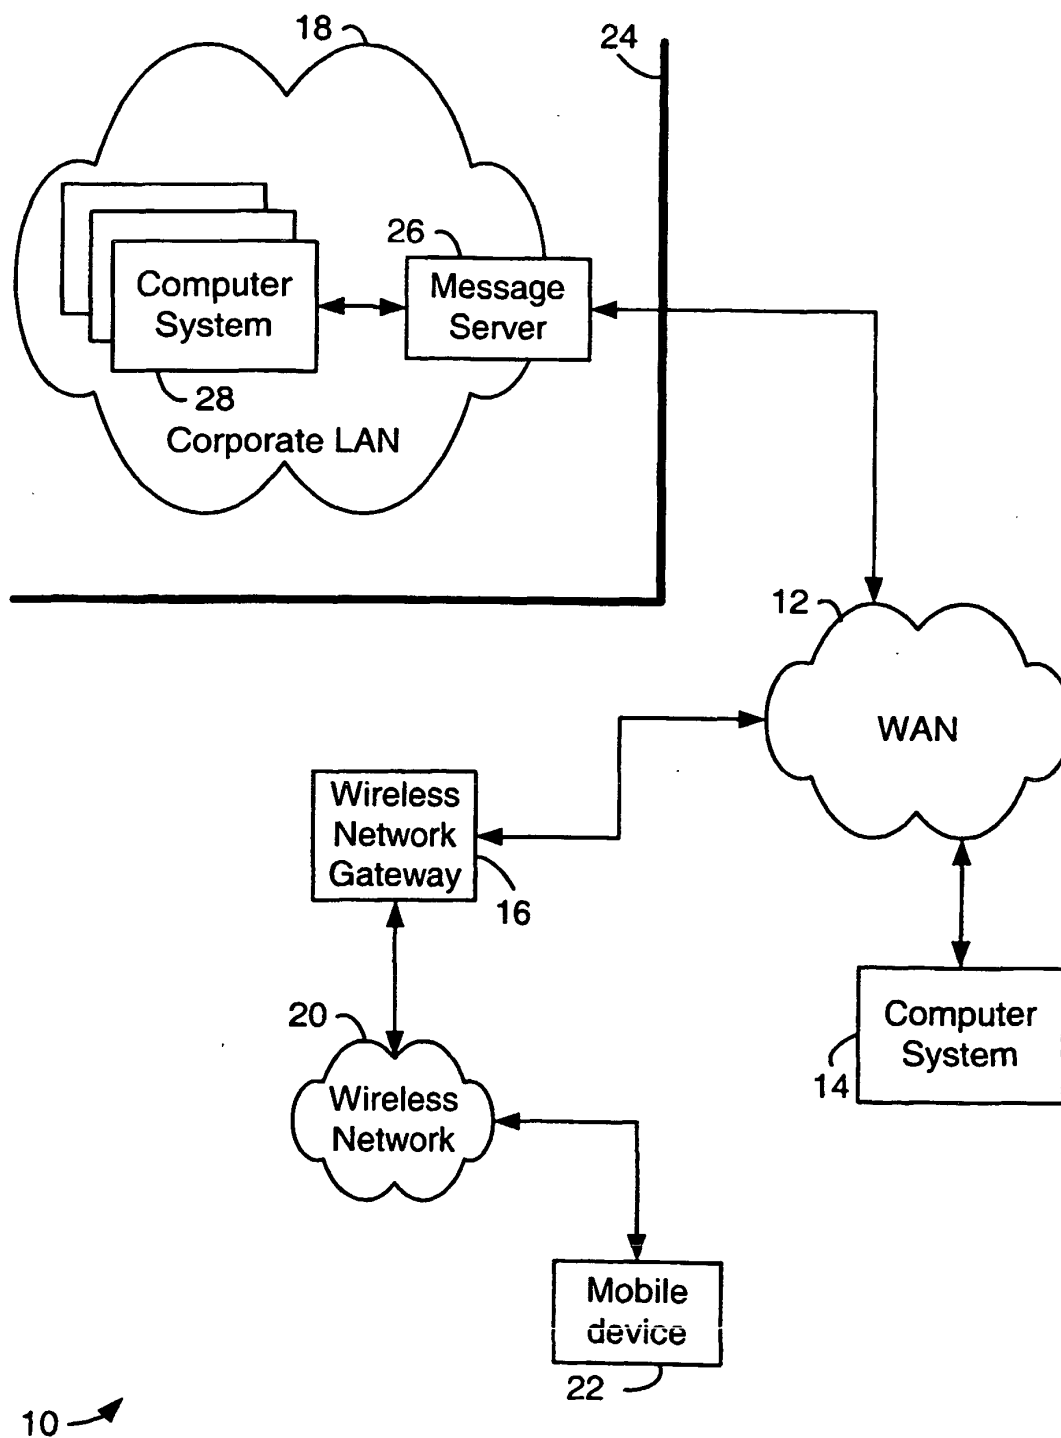 18
24
26
Computer
System
Message
Server
28
Corporate LAN
12
WAN
Wireless
Network
Gateway
16
20
Computer
System
14
Wireless
Network
Mobile
device
22
10